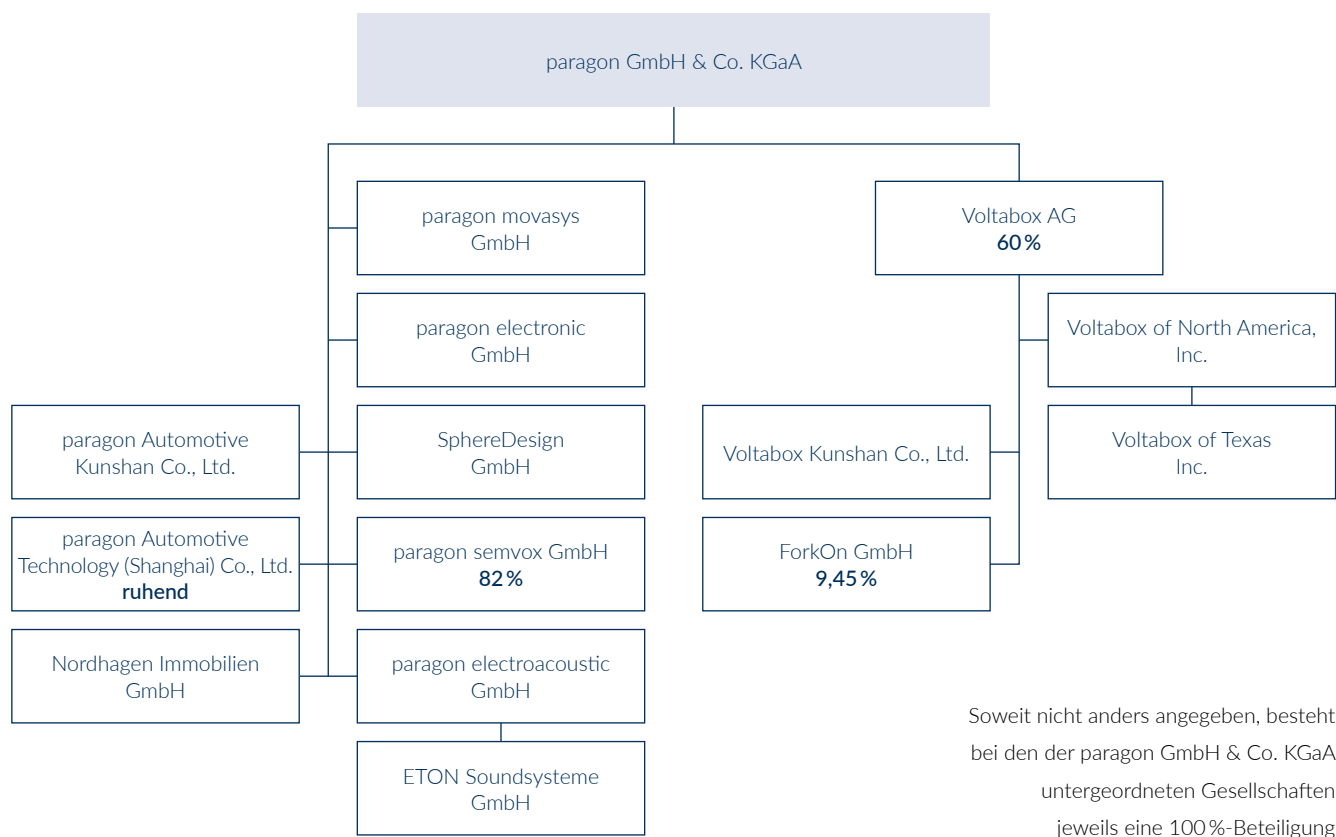 paragon GmbH & Co. KGaA
paragon movasys
GmbH
Voltabox AG
60 %
paragon electronic
GmbH
Voltabox of North America,
Inc.
paragon Automotive
Kunshan Co., Ltd.
SphereDesign
GmbH
Voltabox Kunshan Co., Ltd.
Voltabox of Texas
Inc.
paragon Automotive
Technology (Shanghai) Co., Ltd.
ruhend
paragon semvox GmbH
82 %
ForkOn GmbH
9,45 %
Nordhagen Immobilien
GmbH
paragon electroacoustic
GmbH
ETON Soundsysteme
GmbH
Soweit nicht anders angegeben, besteht
bei den der paragon GmbH & Co. KGaA
untergeordneten Gesellschaften
jeweils eine 100 %-Beteiligung